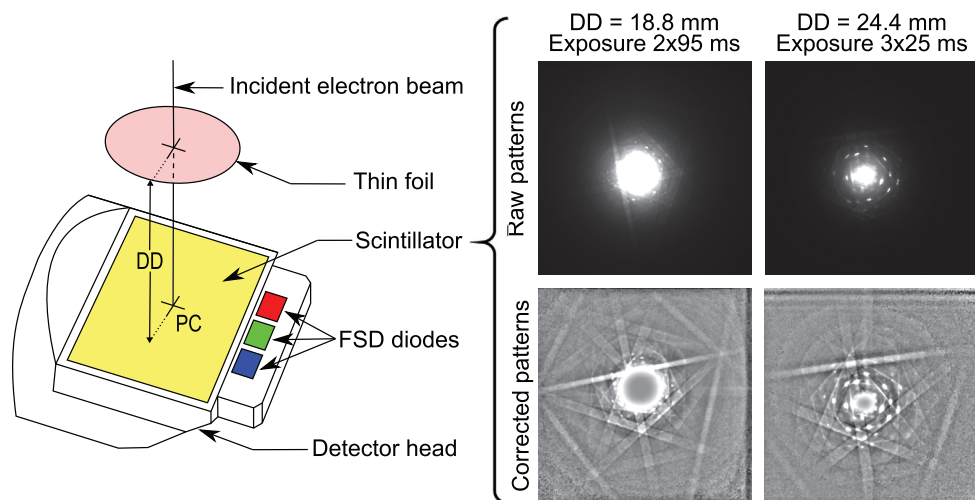 Incident electron beam
Thin foil
Scintillator
DD
PC
FSD diodes
Detector head
DD = 18.8 mm
Exposure 2x95 ms
DD = 24.4 mm
Exposure 3x25 ms
Raw patterns
Corrected patterns